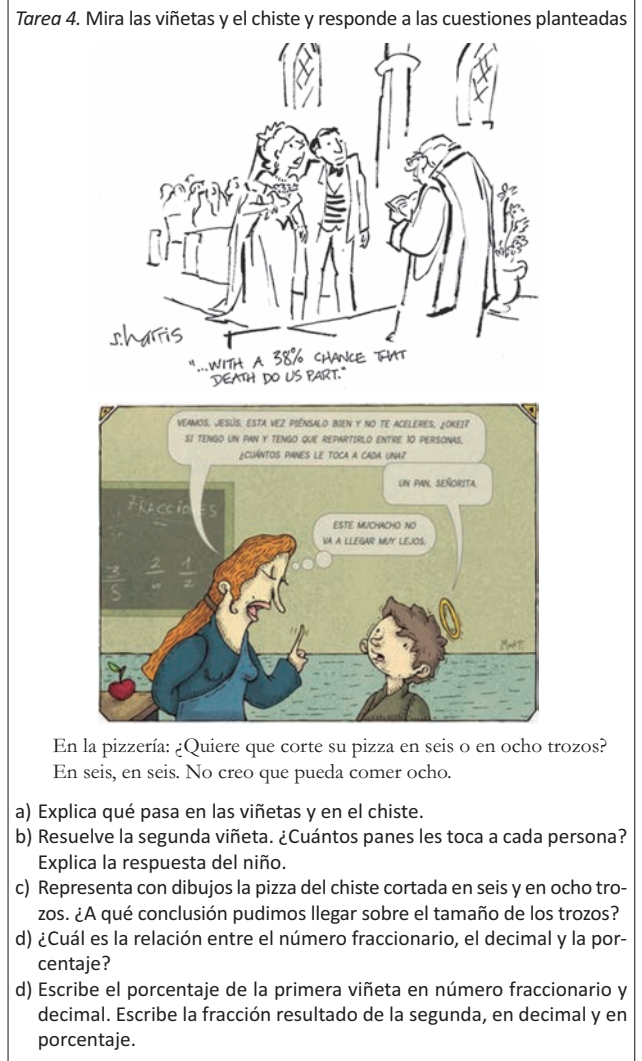 Tarea 4. Mira las viñetas y el chiste y responde a las cuestiones planteadas
s.harris
"...WITH A 38% CHANCE THAT
DEATH DO US PART."
VEAMOS, JESÚS. ESTA VEZ PIÉNSALO BIEN Y NO TE ACELERES, ¿OKEI?
SI TENGO UN PAN Y TENGO QUE REPARTIRLO ENTRE 10 PERSONAS,
¿CUÁNTOS PANES LE TOCA A CADA UNA?
UN PAN, SEÑORITA.
FRACCIONES
ESTE MUCHACHO NO
VA A LLEGAR MUY LEJOS.
3/5 2/6 1/2
En la pizzería: ¿Quiere que corte su pizza en seis o en ocho trozos?
En seis, en seis. No creo que pueda comer ocho.
a) Explica qué pasa en las viñetas y en el chiste.
b) Resuelve la segunda viñeta. ¿Cuántos panes les toca a cada persona?
Explica la respuesta del niño.
c) Representa con dibujos la pizza del chiste cortada en seis y en ocho tro-
zos. ¿A qué conclusión pudimos llegar sobre el tamaño de los trozos?
d) ¿Cuál es la relación entre el número fraccionario, el decimal y la por-
centaje?
d) Escribe el porcentaje de la primera viñeta en número fraccionario y
decimal. Escribe la fracción resultado de la segunda, en decimal y en
porcentaje.